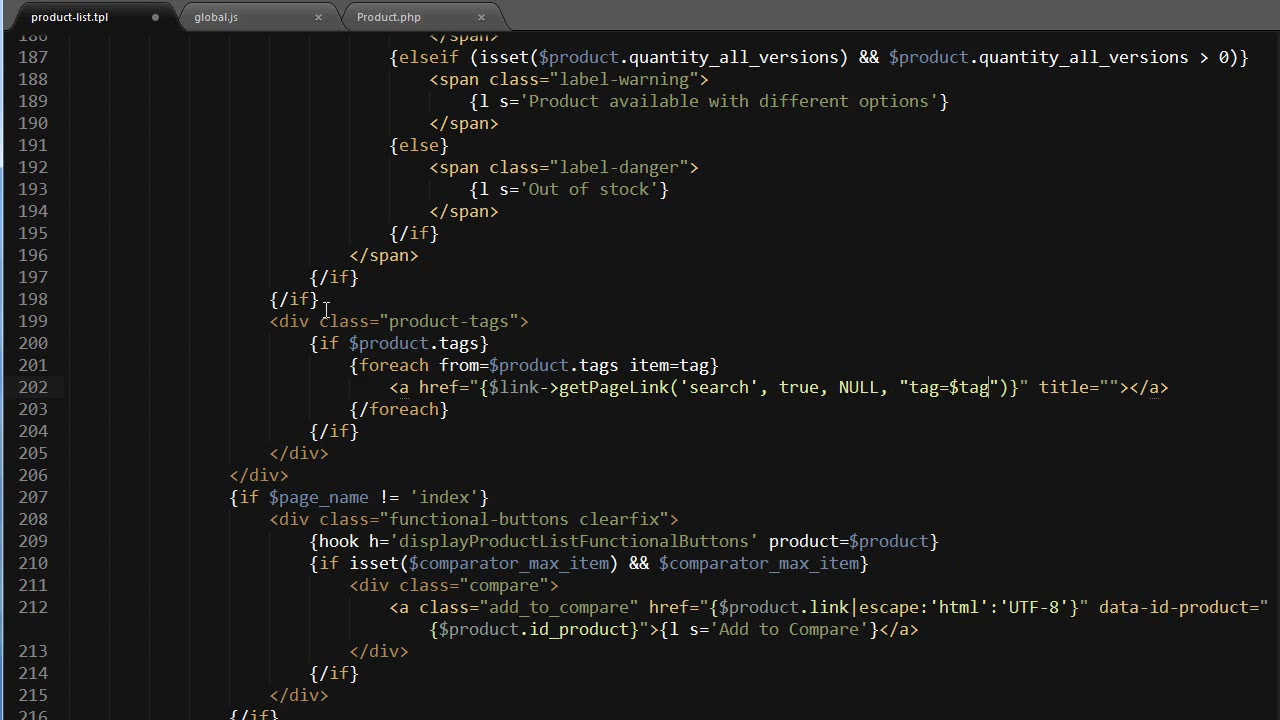 product-list.tpl global.js Product.php
186 </span>
187 {elseif (isset($product.quantity_all_versions) && $product.quantity_all_versions > 0)}
188 <span class="label-warning">
189 {l s='Product available with different options'}
190 </span>
191 {else}
192 <span class="label-danger">
193 {l s='Out of stock'}
194 </span>
195 {/if}
196 </span>
197 {/if}
198 {/if}
199 <div class="product-tags">
200 {if $product.tags}
201 {foreach from=$product.tags item=tag}
202 <a href="{$link->getPageLink('search', true, NULL, "tag=$tag")}" title=""></a>
203 {/foreach}
204 {/if}
205 </div>
206 </div>
207 {if $page_name != 'index'}
208 <div class="functional-buttons clearfix">
209 {hook h='displayProductListFunctionalButtons' product=$product}
210 {if isset($comparator_max_item) && $comparator_max_item}
211 <div class="compare">
212 <a class="add_to_compare" href="{$product.link|escape:'html':'UTF-8'}" data-id-product="
{$product.id_product}">{l s='Add to Compare'}</a>
213 </div>
214 {/if}
215 </div>
216 {/if}